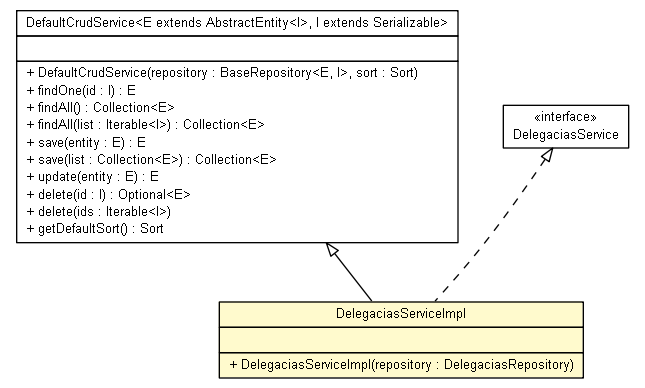 DefaultCrudService<E extends AbstractEntity<I>, I extends Serializable>
+ DefaultCrudService(repository : BaseRepository<E, I>, sort : Sort)
+ findOne(id : I) : E
+ findAll() : Collection<E>
+ findAll(list : Iterable<I>) : Collection<E>
+ save(entity : E) : E
+ save(list : Collection<E>) : Collection<E>
+ update(entity : E) : E
+ delete(id : I) : Optional<E>
+ delete(ids : Iterable<I>)
+ getDefaultSort() : Sort
«interface»
DelegaciasService
DelegaciasServiceImpl
+ DelegaciasServiceImpl(repository : DelegaciasRepository)